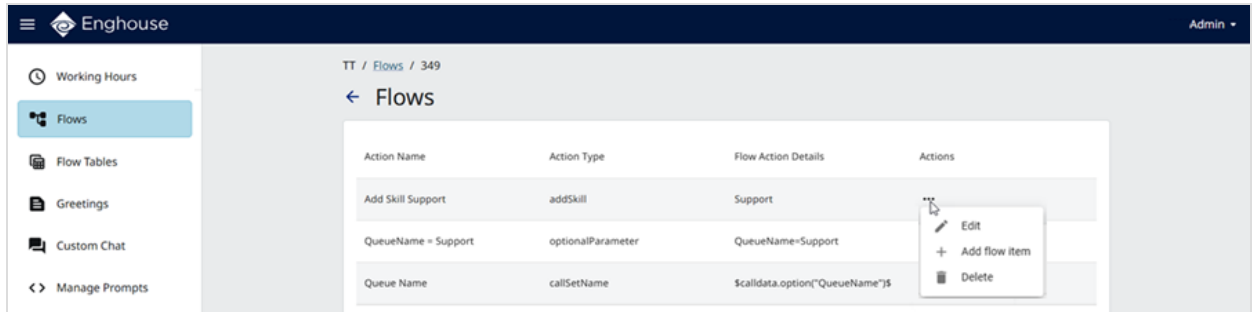 Enghouse
Admin
Working Hours
Flows
Flow Tables
Greetings
Custom Chat
Manage Prompts
TT / Flows / 349
Flows
Action Name Action Type Flow Action Details Actions
Add Skill Support addSkill Support
QueueName = Support optionalParameter QueueName=Support
Queue Name callSetName $calldata.option("QueueName")$
Edit
Add flow item
Delete